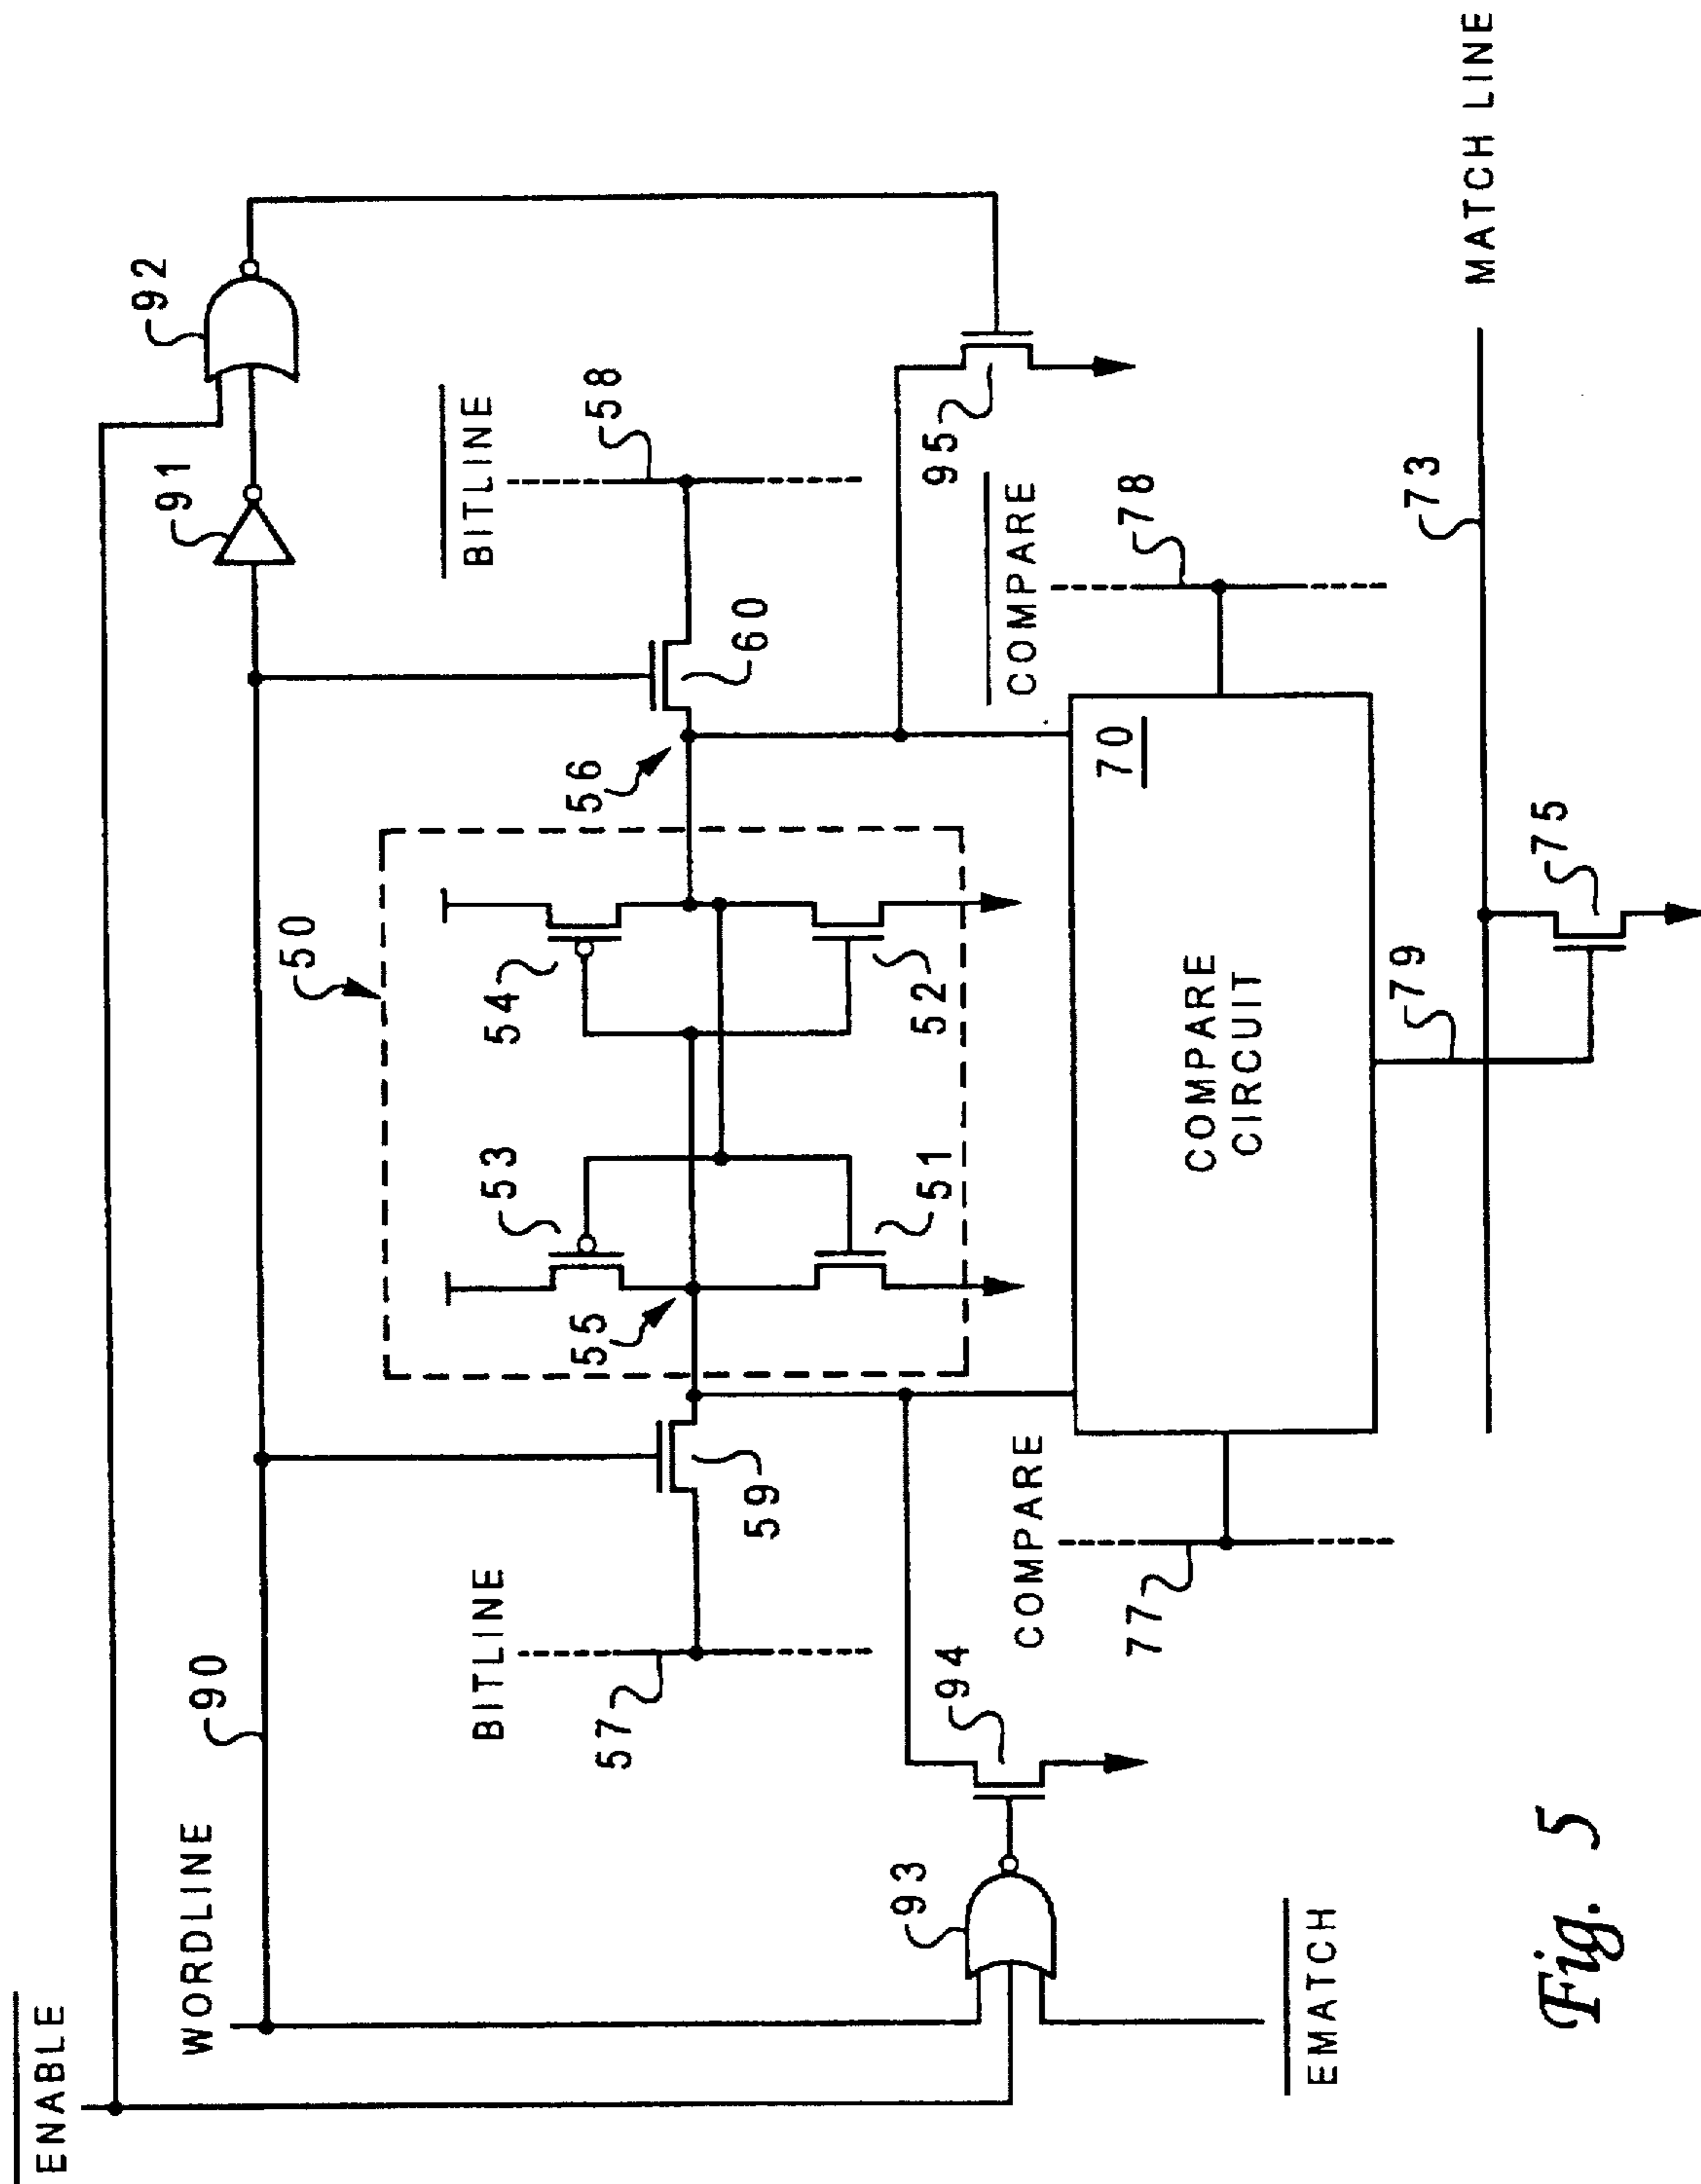 ENABLE
WORDLINE
90
91
92
BITLINE
57
50
53
54
55
56
51
52
59
60
BITLINE
58
93
94
95
EMATCH
COMPARE
77
COMPARE
CIRCUIT
70
COMPARE
78
79
75
73
MATCH LINE
Fig. 5